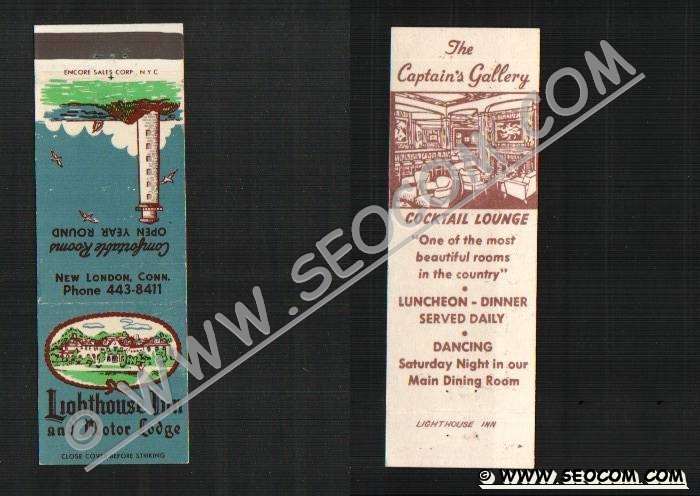 ENCORE SALES CORP. N Y C
Comfortable Rooms
OPEN YEAR ROUND
NEW LONDON, CONN.
Phone 443-8411
Lighthouse Inn
and Motor Lodge
CLOSE COVER BEFORE STRIKING
The
Captain's Gallery
COCKTAIL LOUNGE
"One of the most
beautiful rooms
in the country"
•
LUNCHEON - DINNER
SERVED DAILY
•
DANCING
Saturday Night in our
Main Dining Room
LIGHTHOUSE INN
© WWW.SEOCOM.COM
© WWW.SEOCOM.COM